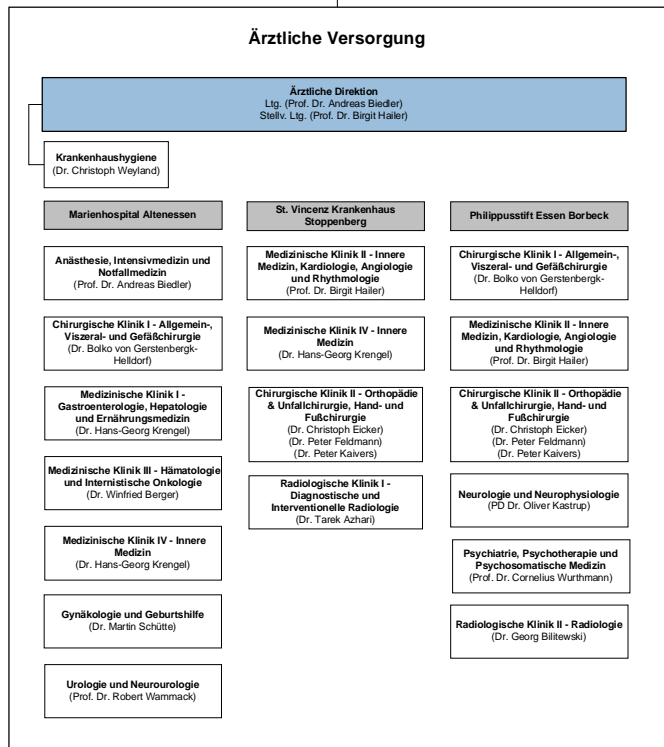 Ärztliche Versorgung
Ärztliche Direktion
Ltg. (Prof. Dr. Andreas Biedler)
Stellv. Ltg. (Prof. Dr. Birgit Hailer)
Krankenhaushygiene
(Dr. Christoph Weyland)
Marienhospital Altenessen
Anästhesie, Intensivmedizin und
Notfallmedizin
(Prof. Dr. Andreas Biedler)
Chirurgische Klinik I - Allgemein-,
Viszeral- und Gefäßchirurgie
(Dr. Bolko von Gerstenbergk-
Helldorf)
Medizinische Klinik I -
Gastroenterologie, Hepatologie
und Ernährungsmedizin
(Dr. Hans-Georg Krengel)
Medizinische Klinik III - Hämatologie
und Internistische Onkologie
(Dr. Winfried Berger)
Medizinische Klinik IV - Innere
Medizin
(Dr. Hans-Georg Krengel)
Gynäkologie und Geburtshilfe
(Dr. Martin Schütte)
Urologie und Neurourologie
(Prof. Dr. Robert Wammack)
St. Vincenz Krankenhaus
Stoppenberg
Medizinische Klinik II - Innere
Medizin, Kardiologie, Angiologie
und Rhythmologie
(Prof. Dr. Birgit Hailer)
Medizinische Klinik IV - Innere
Medizin
(Dr. Hans-Georg Krengel)
Chirurgische Klinik II - Orthopädie
& Unfallchirurgie, Hand- und
Fußchirurgie
(Dr. Christoph Eicker)
(Dr. Peter Feldmann)
(Dr. Peter Kaivers)
Radiologische Klinik I -
Diagnostische und
Interventionelle Radiologie
(Dr. Tarek Azhari)
Philippusstift Essen Borbeck
Chirurgische Klinik I - Allgemein-,
Viszeral- und Gefäßchirurgie
(Dr. Bolko von Gerstenbergk-
Helldorf)
Medizinische Klinik II - Innere
Medizin, Kardiologie, Angiologie
und Rhythmologie
(Prof. Dr. Birgit Hailer)
Chirurgische Klinik II - Orthopädie
& Unfallchirurgie, Hand- und
Fußchirurgie
(Dr. Christoph Eicker)
(Dr. Peter Feldmann)
(Dr. Peter Kaivers)
Neurologie und Neurophysiologie
(PD Dr. Oliver Kastrup)
Psychiatrie, Psychotherapie und
Psychosomatische Medizin
(Prof. Dr. Cornelius Wurthmann)
Radiologische Klinik II - Radiologie
(Dr. Georg Bilitewski)